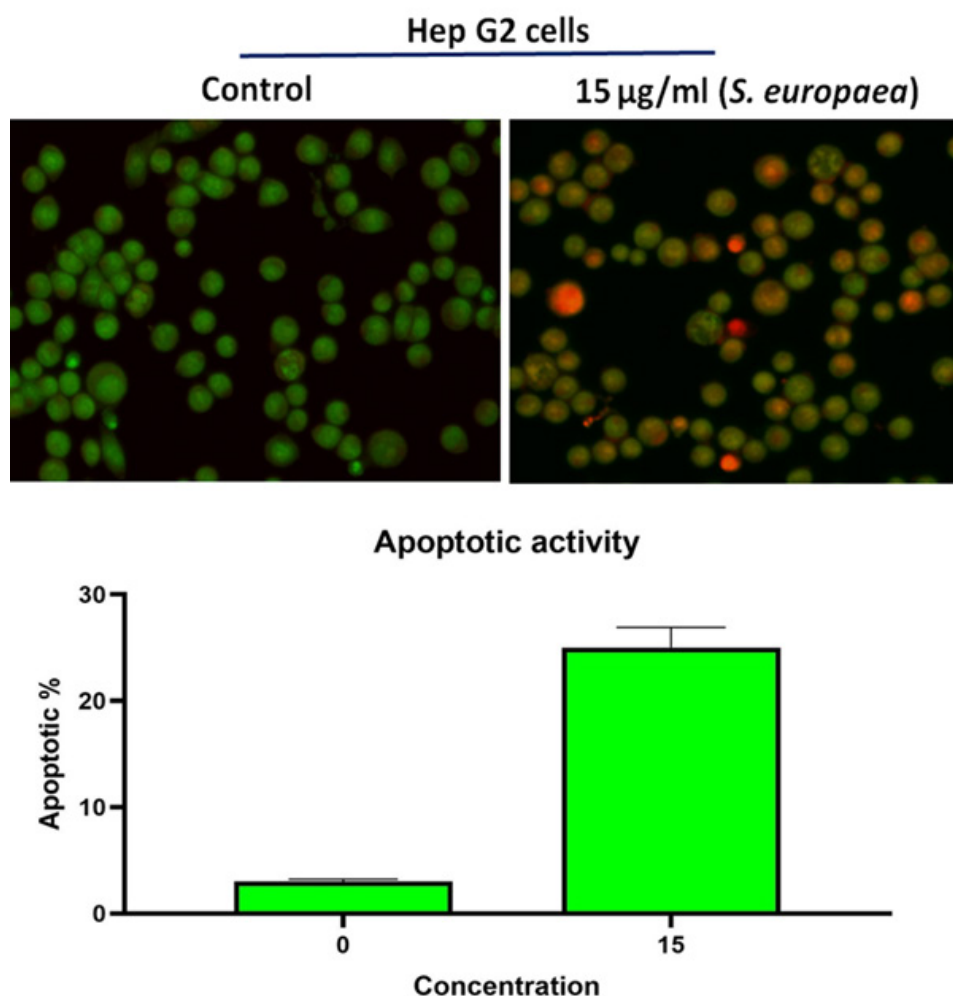 Hep G2 cells
Control
15 µg/ml (S. europaea)
Apoptotic activity
Apoptotic %
30
20
10
0
0
15
Concentration